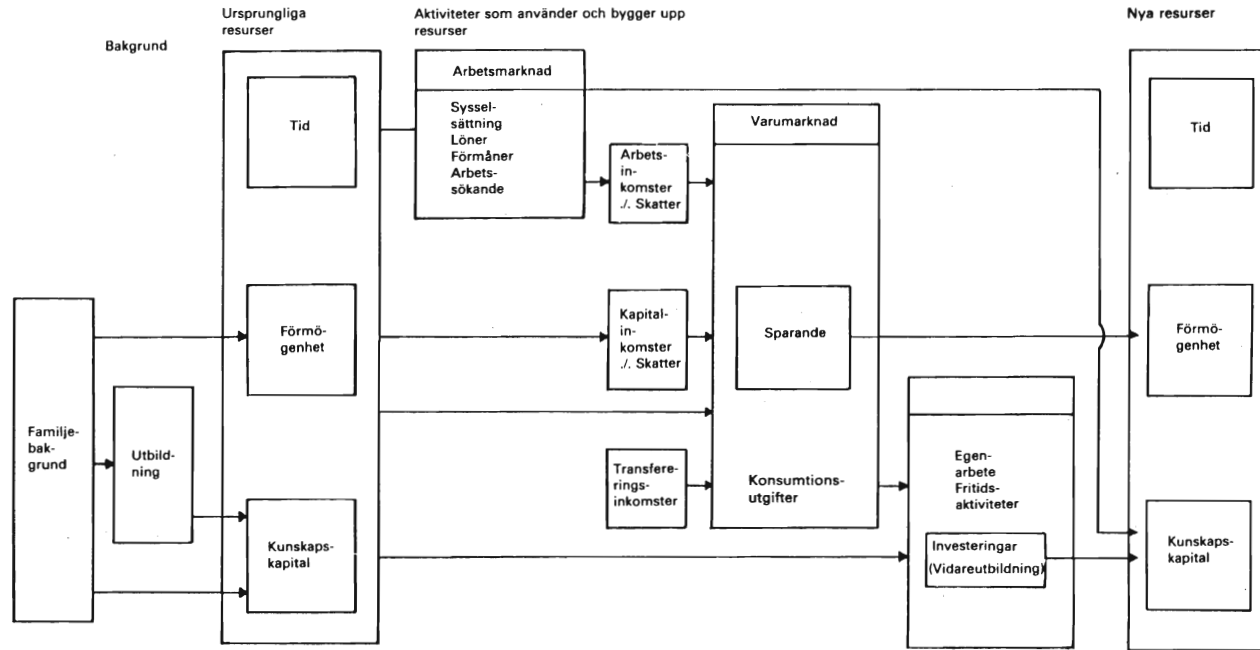 Bakgrund
Ursprungliga
resurser
Aktiviteter som använder och bygger upp
resurser
Nya resurser
Arbetsmarknad
Syssel-
sättning
Löner
Förmåner
Arbets-
sökande
Tid
Förmö-
genhet
Kunskaps-
kapital
Familje-
bak-
grund
Utbild-
ning
Arbets-
in-
komster
./. Skatter
Kapital-
in-
komster
./. Skatter
Transfere-
rings-
inkomster
Varumarknad
Sparande
Konsumtions-
utgifter
Egen-
arbete
Fritids-
aktiviteter
Investeringar
(Vidareutbildning)
Tid
Förmö-
genhet
Kunskaps-
kapital